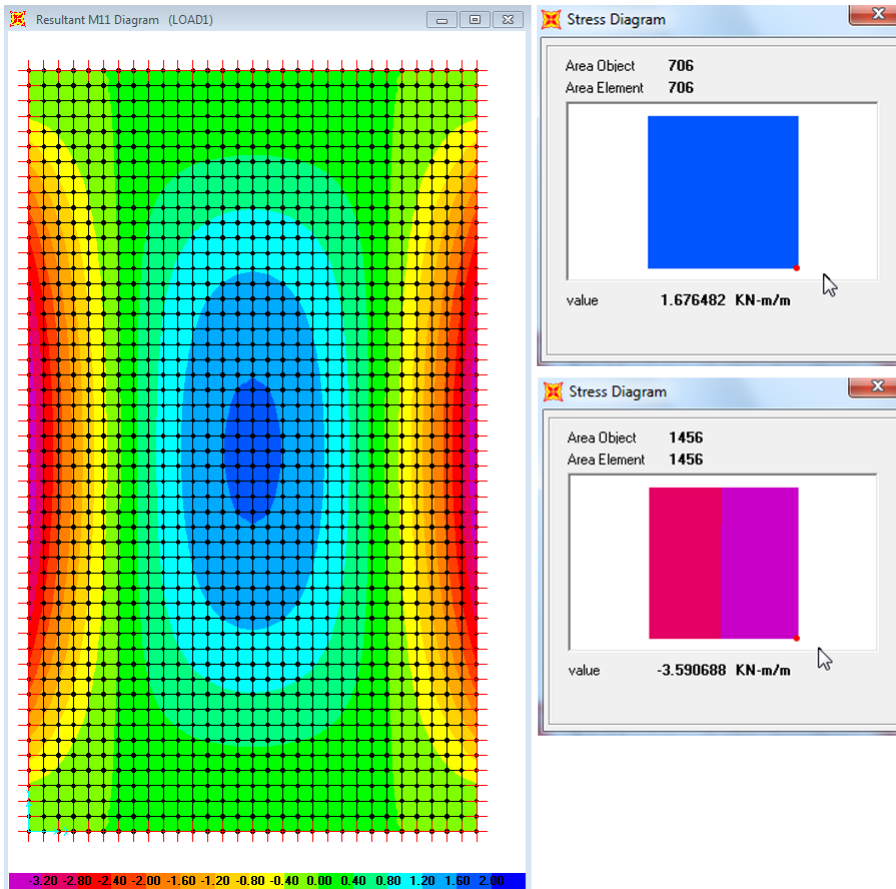 Resultant M11 Diagram (LOAD1)
-3.20 -2.80 -2.40 -2.00 -1.60 -1.20 -0.80 -0.40 0.00 0.40 0.80 1.20 1.60 2.00
Stress Diagram
Area Object 706
Area Element 706
value 1.676482 KN-m/m
Stress Diagram
Area Object 1456
Area Element 1456
value -3.590688 KN-m/m